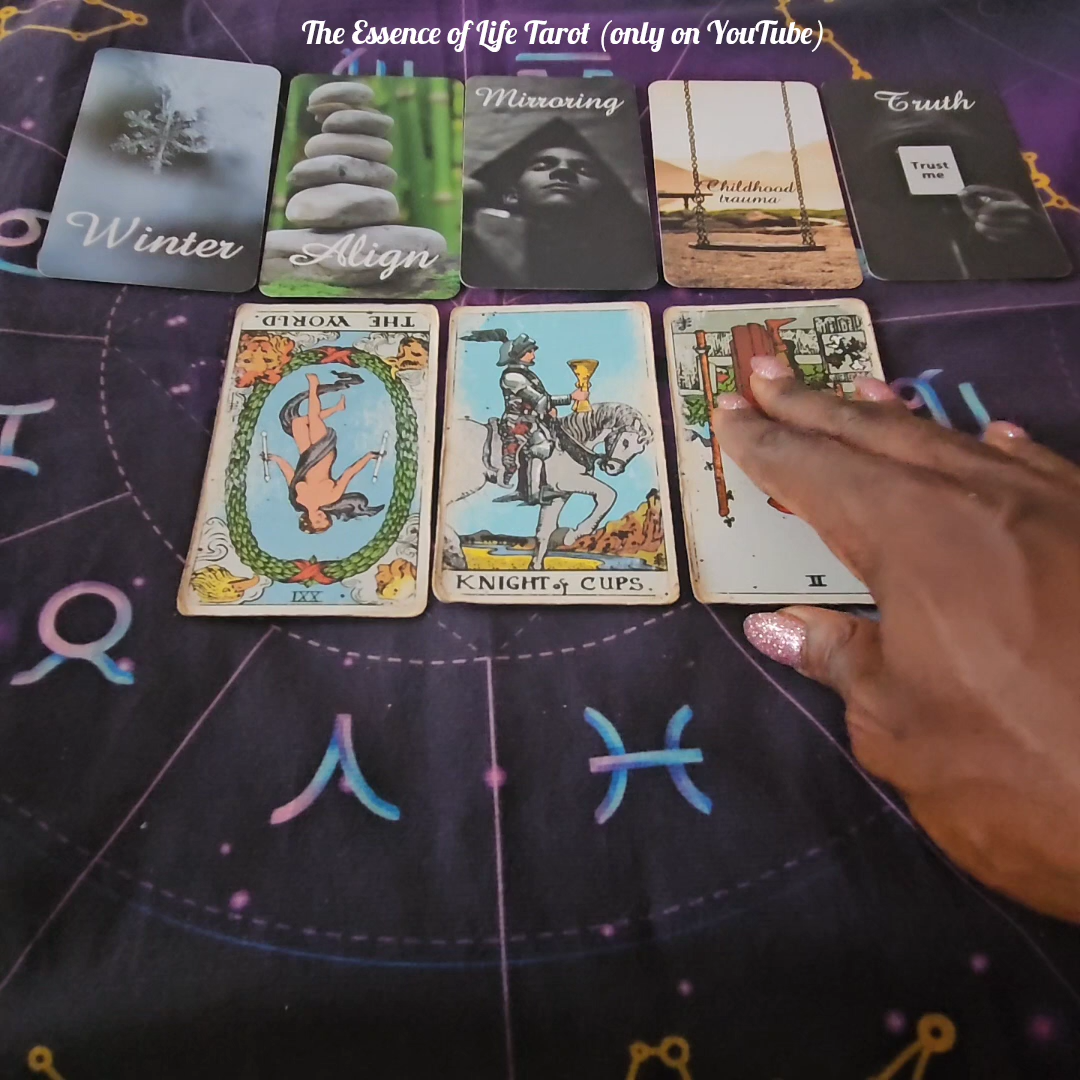 The Essence of Life Tarot (only on YouTube)
Winter
Align
Mirroring
Childhood
trauma
Truth
Trust
me
THE WORLD.
XXI
KNIGHT of CUPS.
II